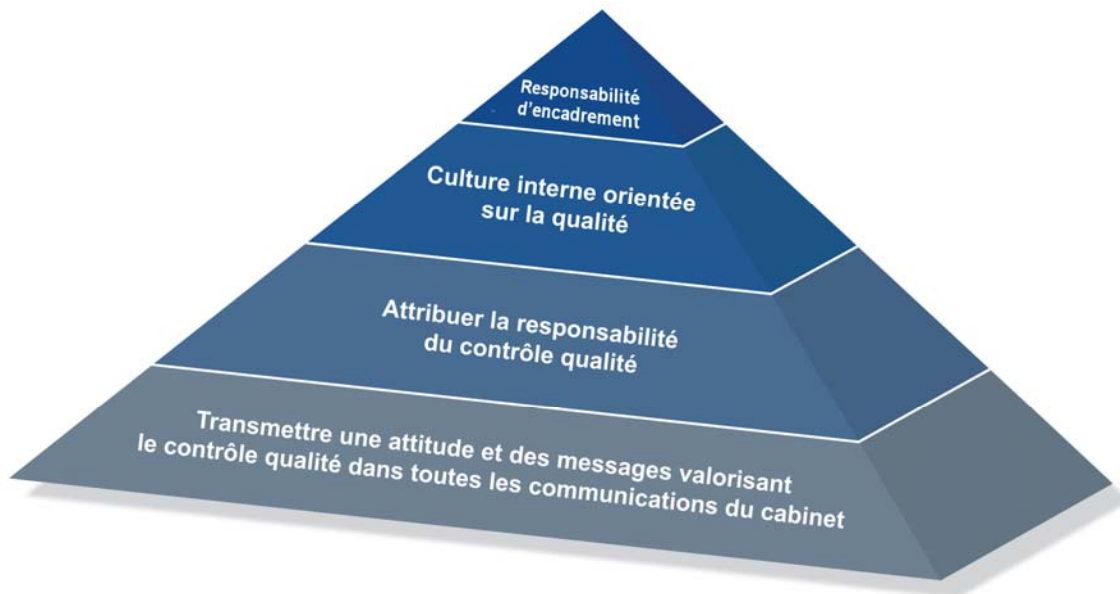 Responsabilité
d'encadrement
Culture interne orientée
sur la qualité
Attribuer la responsabilité
du contrôle qualité
Transmettre une attitude et des messages valorisant
le contrôle qualité dans toutes les communications du cabinet